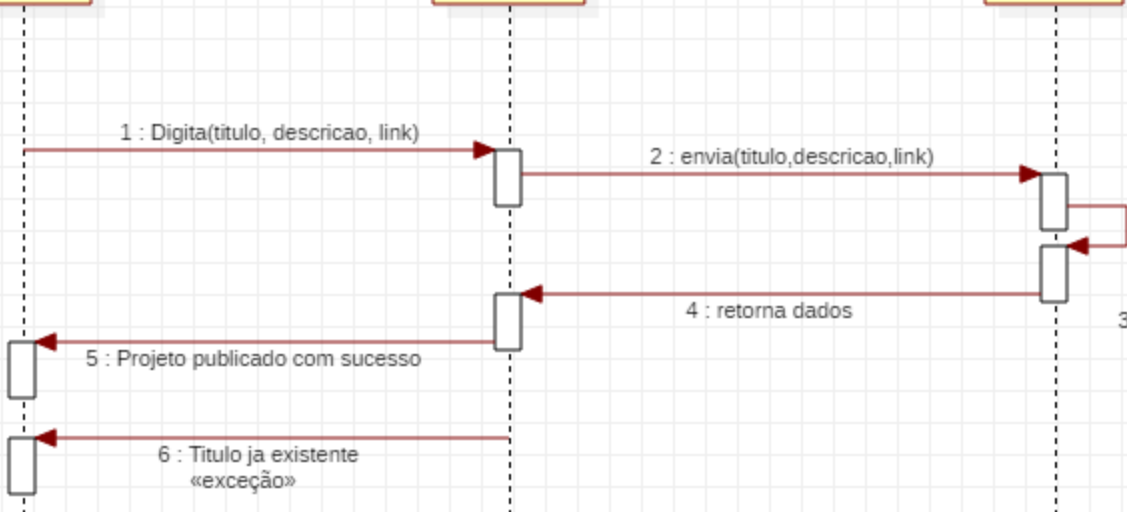 1 : Digita(titulo, descricao, link)
2 : envia(titulo,descricao,link)
4 : retorna dados
3
5 : Projeto publicado com sucesso
6 : Titulo ja existente
«exceção»